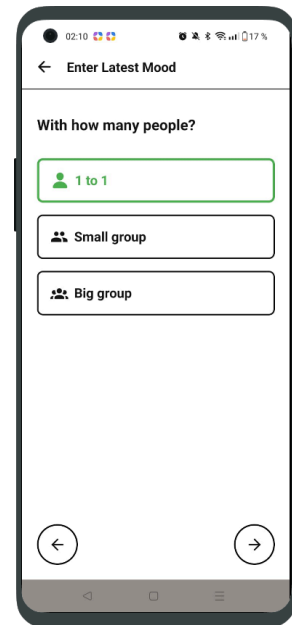 02:10 17 %
Enter Latest Mood
With how many people?
1 to 1
Small group
Big group